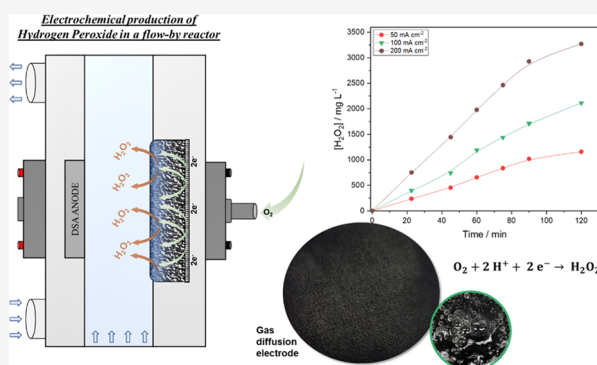 Electrochemical production of
Hydrogen Peroxide in a flow-by reactor
DSA ANODE
H₂O₂
H₂O₂
H₂O₂
H₂O₂
H₂O₂
2e⁻
2e⁻
2e⁻
O₂
[H₂O₂] / mg L⁻¹
3500
3000
2500
2000
1500
1000
500
0
50 mA cm⁻²
100 mA cm⁻²
200 mA cm⁻²
0 20 40 60 80 100 120
Time / min
O₂ + 2 H⁺ + 2 e⁻ → H₂O₂
Gas
diffusion
electrode